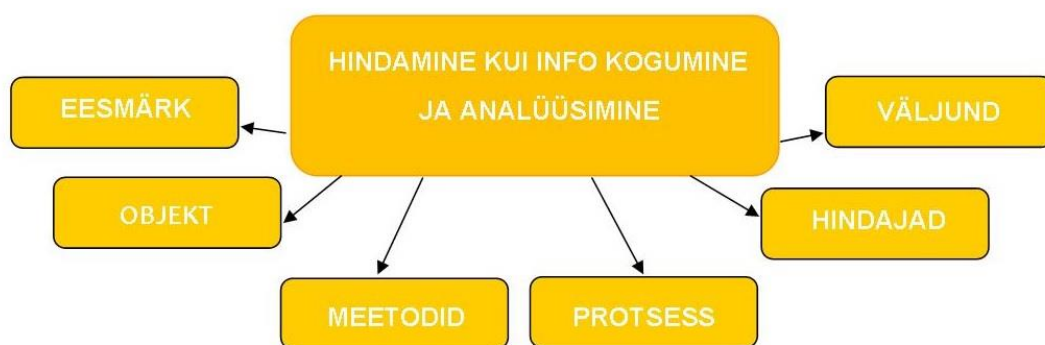 HINDAMINE KUI INFO KOGUMINE
JA ANALÜÜSIMINE
EESMÄRK
VÄLJUND
OBJEKT
HINDAJAD
MEETODID
PROTSESS